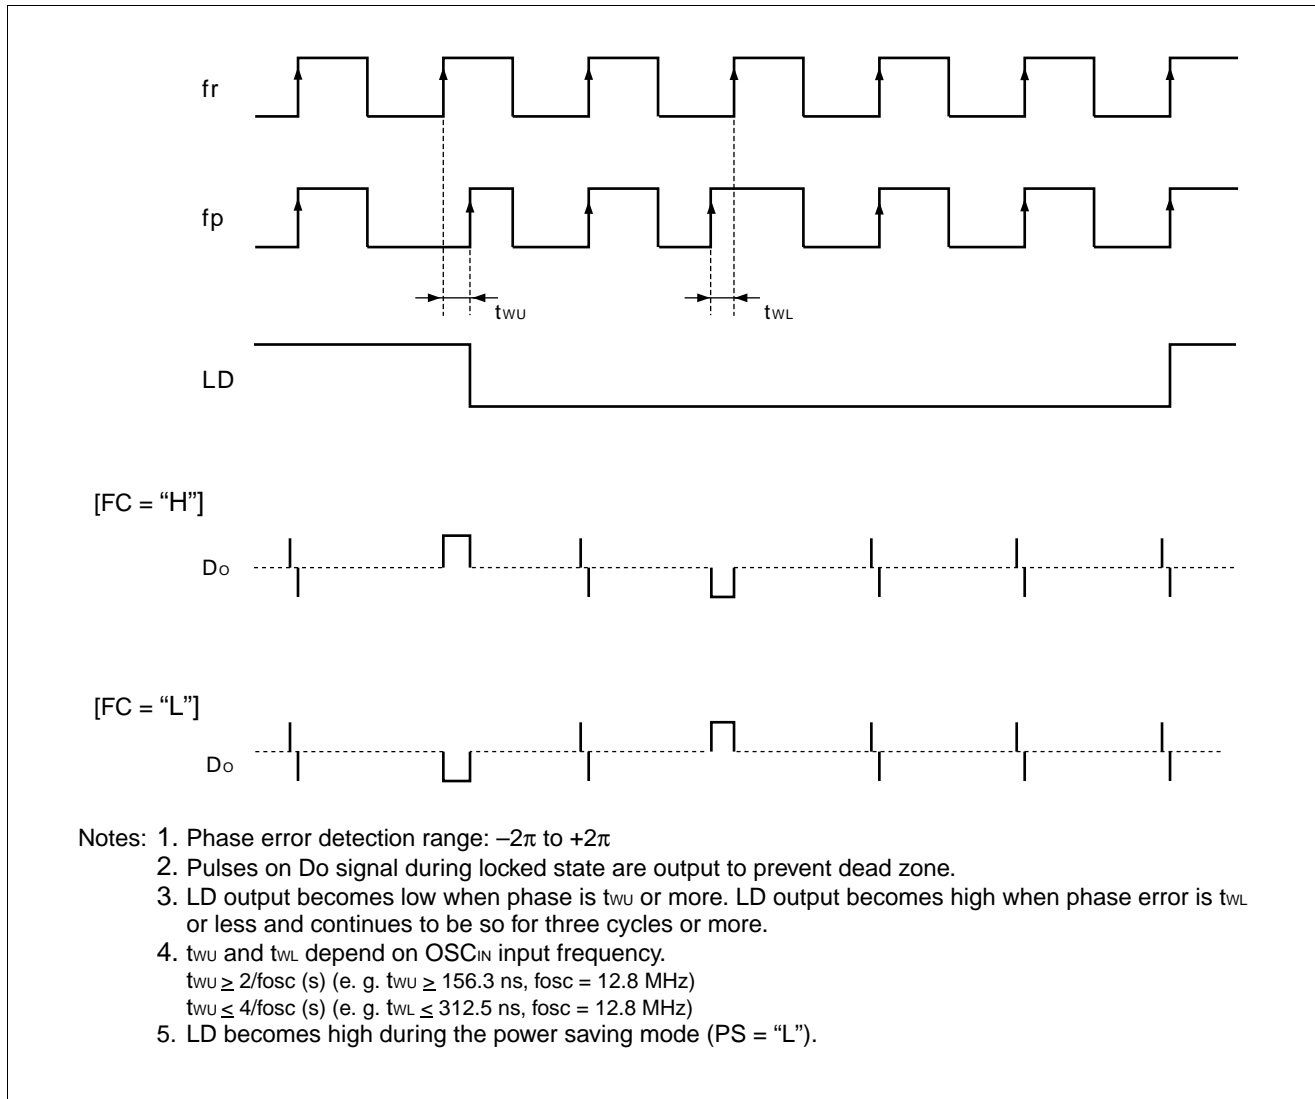 fr
fp
tWU
tWL
LD
[FC = “H”]
DO
[FC = “L”]
DO
Notes: 1. Phase error detection range: –2π to +2π
2. Pulses on Do signal during locked state are output to prevent dead zone.
3. LD output becomes low when phase is tWU or more. LD output becomes high when phase error is tWL
or less and continues to be so for three cycles or more.
4. tWU and tWL depend on OSCIN input frequency.
tWU ≥ 2/fosc (s) (e. g. tWU ≥ 156.3 ns, fosc = 12.8 MHz)
tWU ≤ 4/fosc (s) (e. g. tWL ≤ 312.5 ns, fosc = 12.8 MHz)
5. LD becomes high during the power saving mode (PS = “L”).